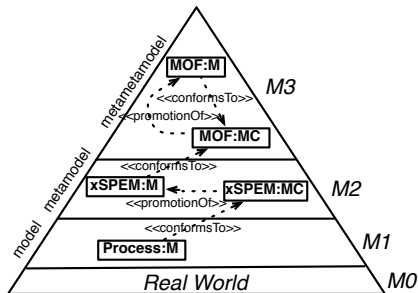 MOF:M
metametamodel
M3
<<conformsTo>>
<<promotionOf>>
MOF:MC
<<conformsTo>>
metamodel
xSPEM:M
xSPEM:MC
M2
<<promotionOf>>
<<conformsTo>>
model
M1
Process:M
Real World
M0